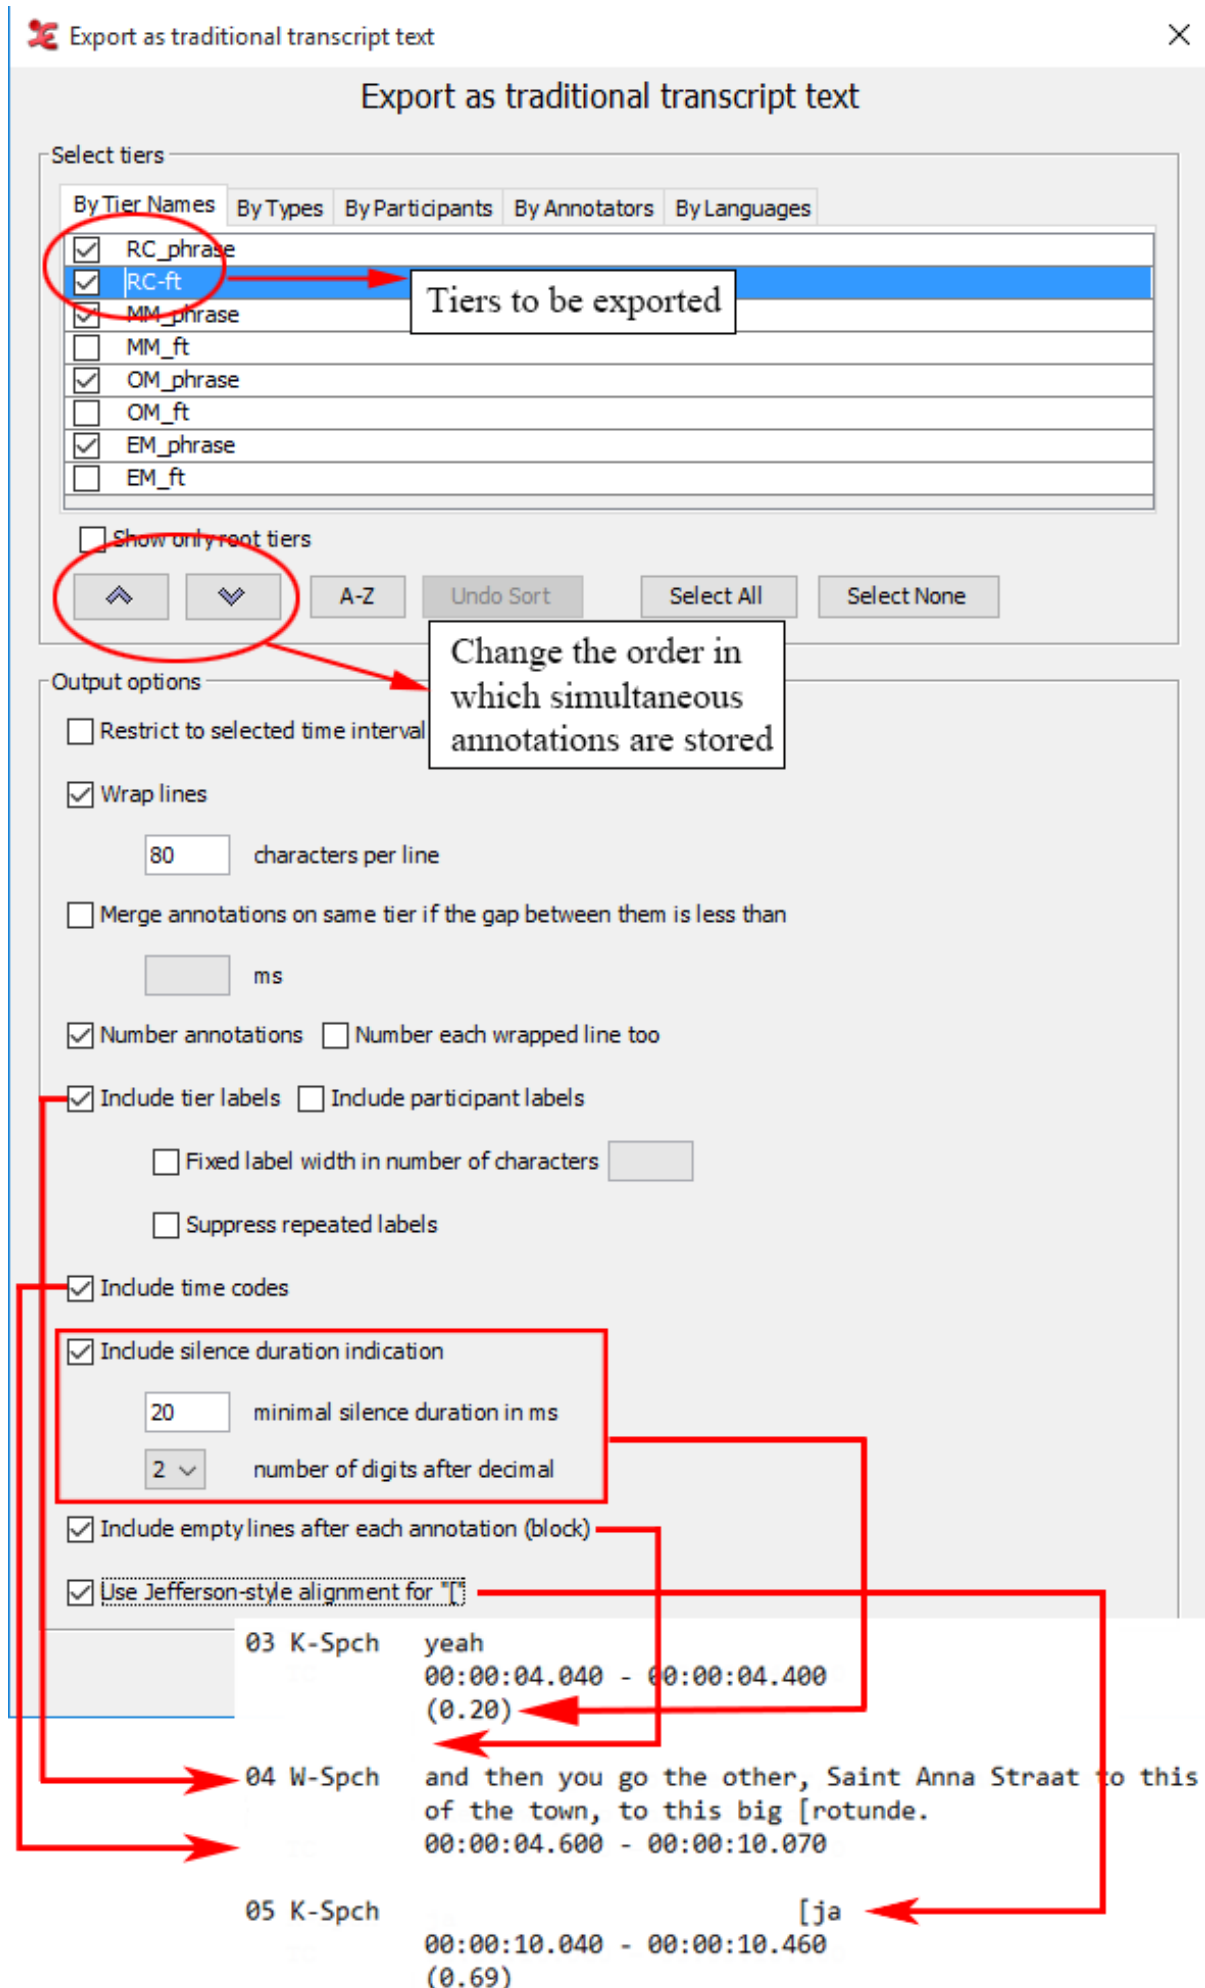 Export as traditional transcript text
Export as traditional transcript text
Select tiers
By Tier Names By Types By Participants By Annotators By Languages
RC_phrase
RC-ft
Tiers to be exported
MM_phrase
MM_ft
OM_phrase
OM_ft
EM_phrase
EM_ft
Show only root tiers
A-Z Undo Sort Select All Select None
Change the order in
which simultaneous
annotations are stored
Output options
Restrict to selected time interval
Wrap lines
80 characters per line
Merge annotations on same tier if the gap between them is less than
ms
Number annotations Number each wrapped line too
Include tier labels Include participant labels
Fixed label width in number of characters
Suppress repeated labels
Include time codes
Include silence duration indication
20 minimal silence duration in ms
2 number of digits after decimal
Include empty lines after each annotation (block)
Use Jefferson-style alignment for "["
03 K-Spch yeah
00:00:04.040 - 00:00:04.400
(0.20)
04 W-Spch and then you go the other, Saint Anna Straat to this
of the town, to this big [rotunde.
00:00:04.600 - 00:00:10.070
05 K-Spch [ja
00:00:10.040 - 00:00:10.460
(0.69)